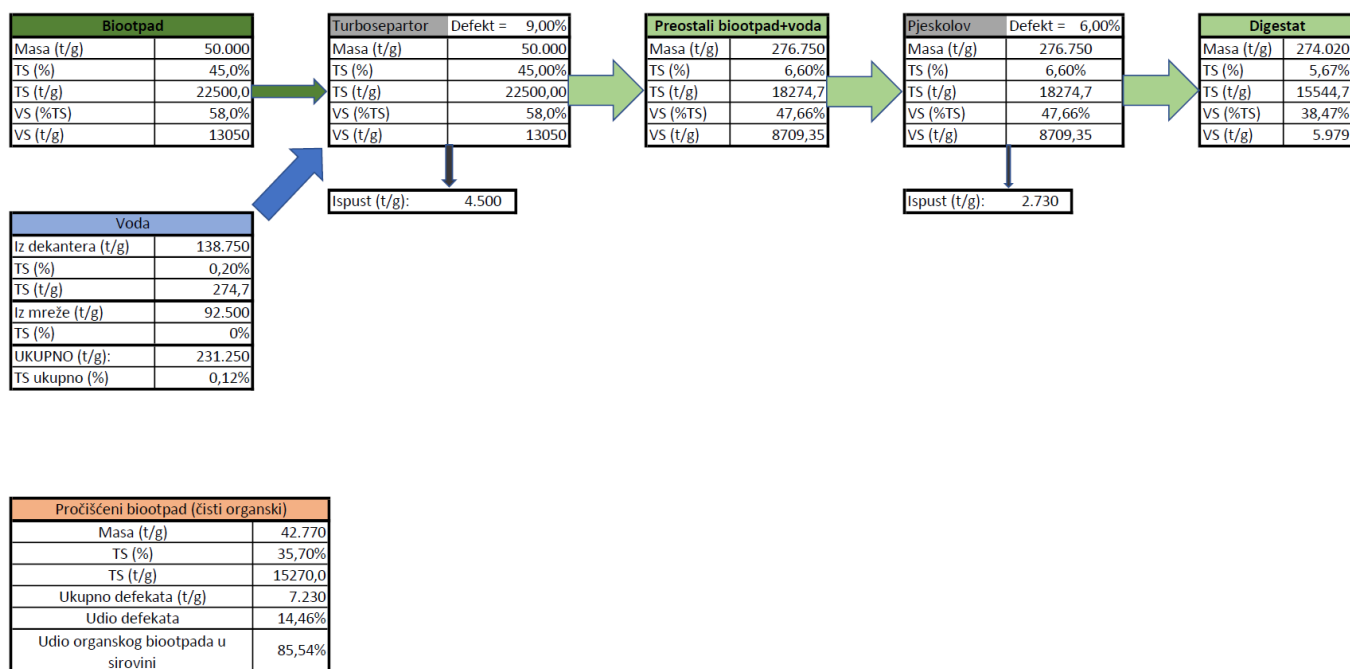 Biootpad
Masa (t/g) 50.000
TS (%) 45,0%
TS (t/g) 22500,0
VS (%TS) 58,0%
VS (t/g) 13050
Turbosepartor Defekt = 9,00%
Masa (t/g) 50.000
TS (%) 45,00%
TS (t/g) 22500,00
VS (%TS) 58,0%
VS (t/g) 13050
Ispust (t/g): 4.500
Preostali biootpad+voda
Masa (t/g) 276.750
TS (%) 6,60%
TS (t/g) 18274,7
VS (%TS) 47,66%
VS (t/g) 8709,35
Pjeskolov Defekt = 6,00%
Masa (t/g) 276.750
TS (%) 6,60%
TS (t/g) 18274,7
VS (%TS) 47,66%
VS (t/g) 8709,35
Ispust (t/g): 2.730
Digestat
Masa (t/g) 274.020
TS (%) 5,67%
TS (t/g) 15544,7
VS (%TS) 38,47%
VS (t/g) 5.979
Voda
Iz dekantera (t/g) 138.750
TS (%) 0,20%
TS (t/g) 274,7
Iz mreže (t/g) 92.500
TS (%) 0%
UKUPNO (t/g): 231.250
TS ukupno (%) 0,12%
Pročišćeni biootpad (čisti organski)
Masa (t/g) 42.770
TS (%) 35,70%
TS (t/g) 15270,0
Ukupno defekata (t/g) 7.230
Udio defekata 14,46%
Udio organskog biootpada u
sirovini 85,54%